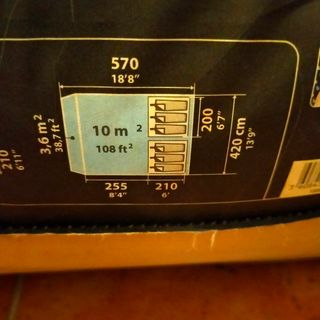 570
18'8"
3,6 m²
38,7 ft²
10 m ²
108 ft²
200
6'7"
420 cm
13'9"
210
6'11"
255
8'4"
210
6'